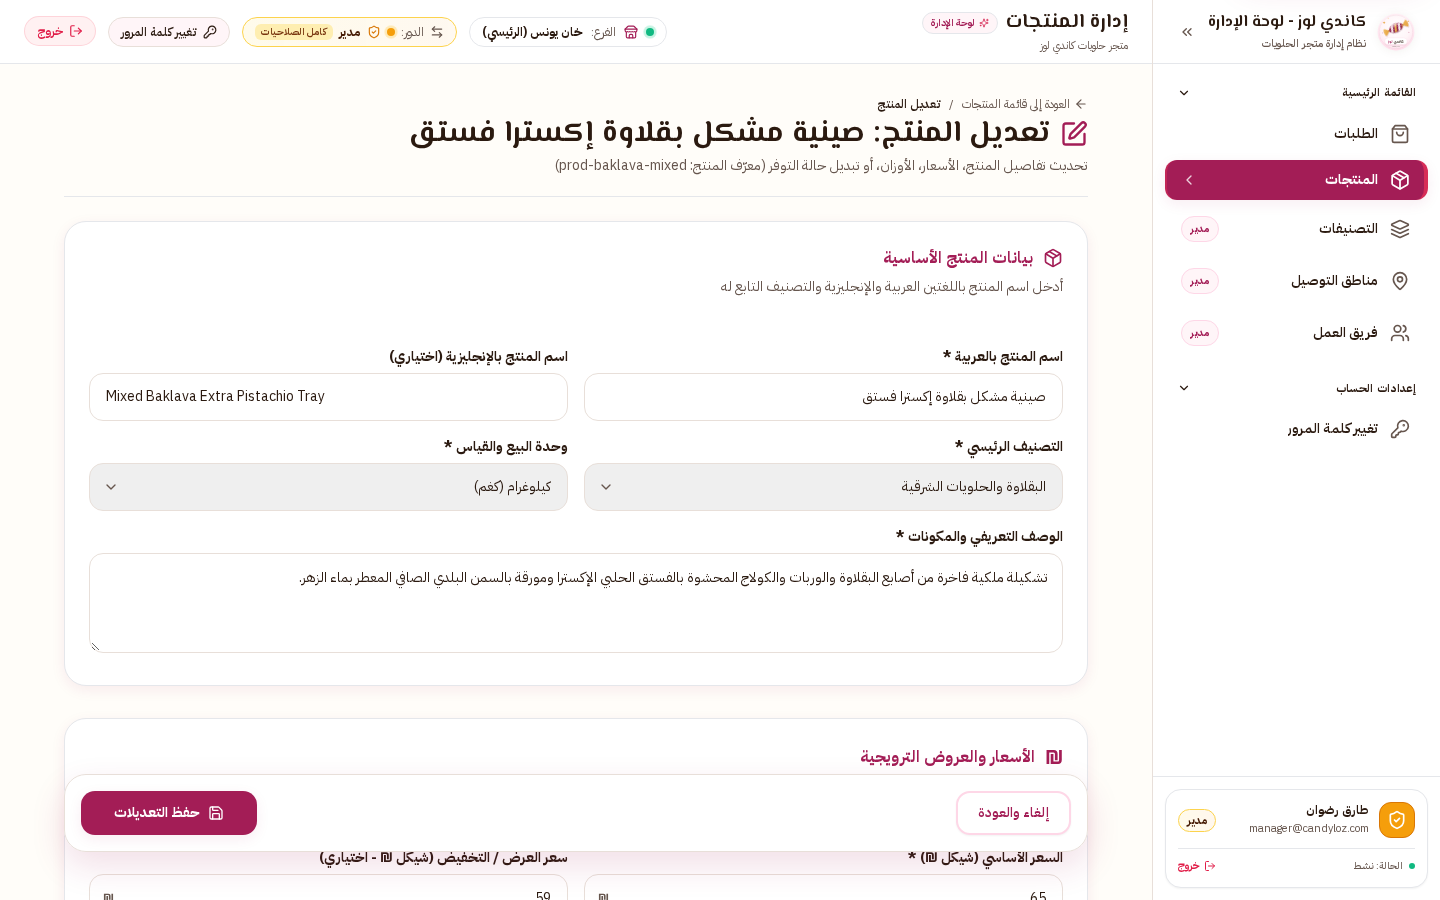 كاندي لوز - لوحة الإدارة
نظام إدارة متجر الحلويات
القائمة الرئيسية
الطلبات
المنتجات
التصنيفات
مدير
مناطق التوصيل
مدير
فريق العمل
مدير
إعدادات الحساب
تغيير كلمة المرور
طارق رضوان
manager@candyloz.com
مدير
الحالة: نشط
خروج
إدارة المنتجات
لوحة الإدارة
متجر حلويات كاندي لوز
الفرع: خان يونس (الرئيسي)
الدور: مدير كامل الصلاحيات
تغيير كلمة المرور
خروج
العودة إلى قائمة المنتجات / تعديل المنتج
تعديل المنتج: صينية مشكل بقلاوة إكسترا فستق
تحديث تفاصيل المنتج، الأسعار، الأوزان، أو تبديل حالة التوفر (معرّف المنتج: prod-baklava-mixed)
بيانات المنتج الأساسية
أدخل اسم المنتج باللغتين العربية والإنجليزية والتصنيف التابع له
اسم المنتج بالعربية *
صينية مشكل بقلاوة إكسترا فستق
اسم المنتج بالإنجليزية (اختياري)
Mixed Baklava Extra Pistachio Tray
التصنيف الرئيسي *
البقلاوة والحلويات الشرقية
وحدة البيع والقياس *
كيلوغرام (كغم)
الوصف التعريفي والمكونات *
تشكيلة ملكية فاخرة من أصابع البقلاوة والوربات والكولاج المحشوة بالفستق الحلبي الإكسترا ومورقة بالسمن البلدي الصافي المعطر بماء الزهر.
₪ الأسعار والعروض الترويجية
إلغاء والعودة
حفظ التعديلات
السعر الأساسي (شيكل ₪) *
65 ₪
سعر العرض / التخفيض (شيكل ₪ - اختياري)
59 ₪